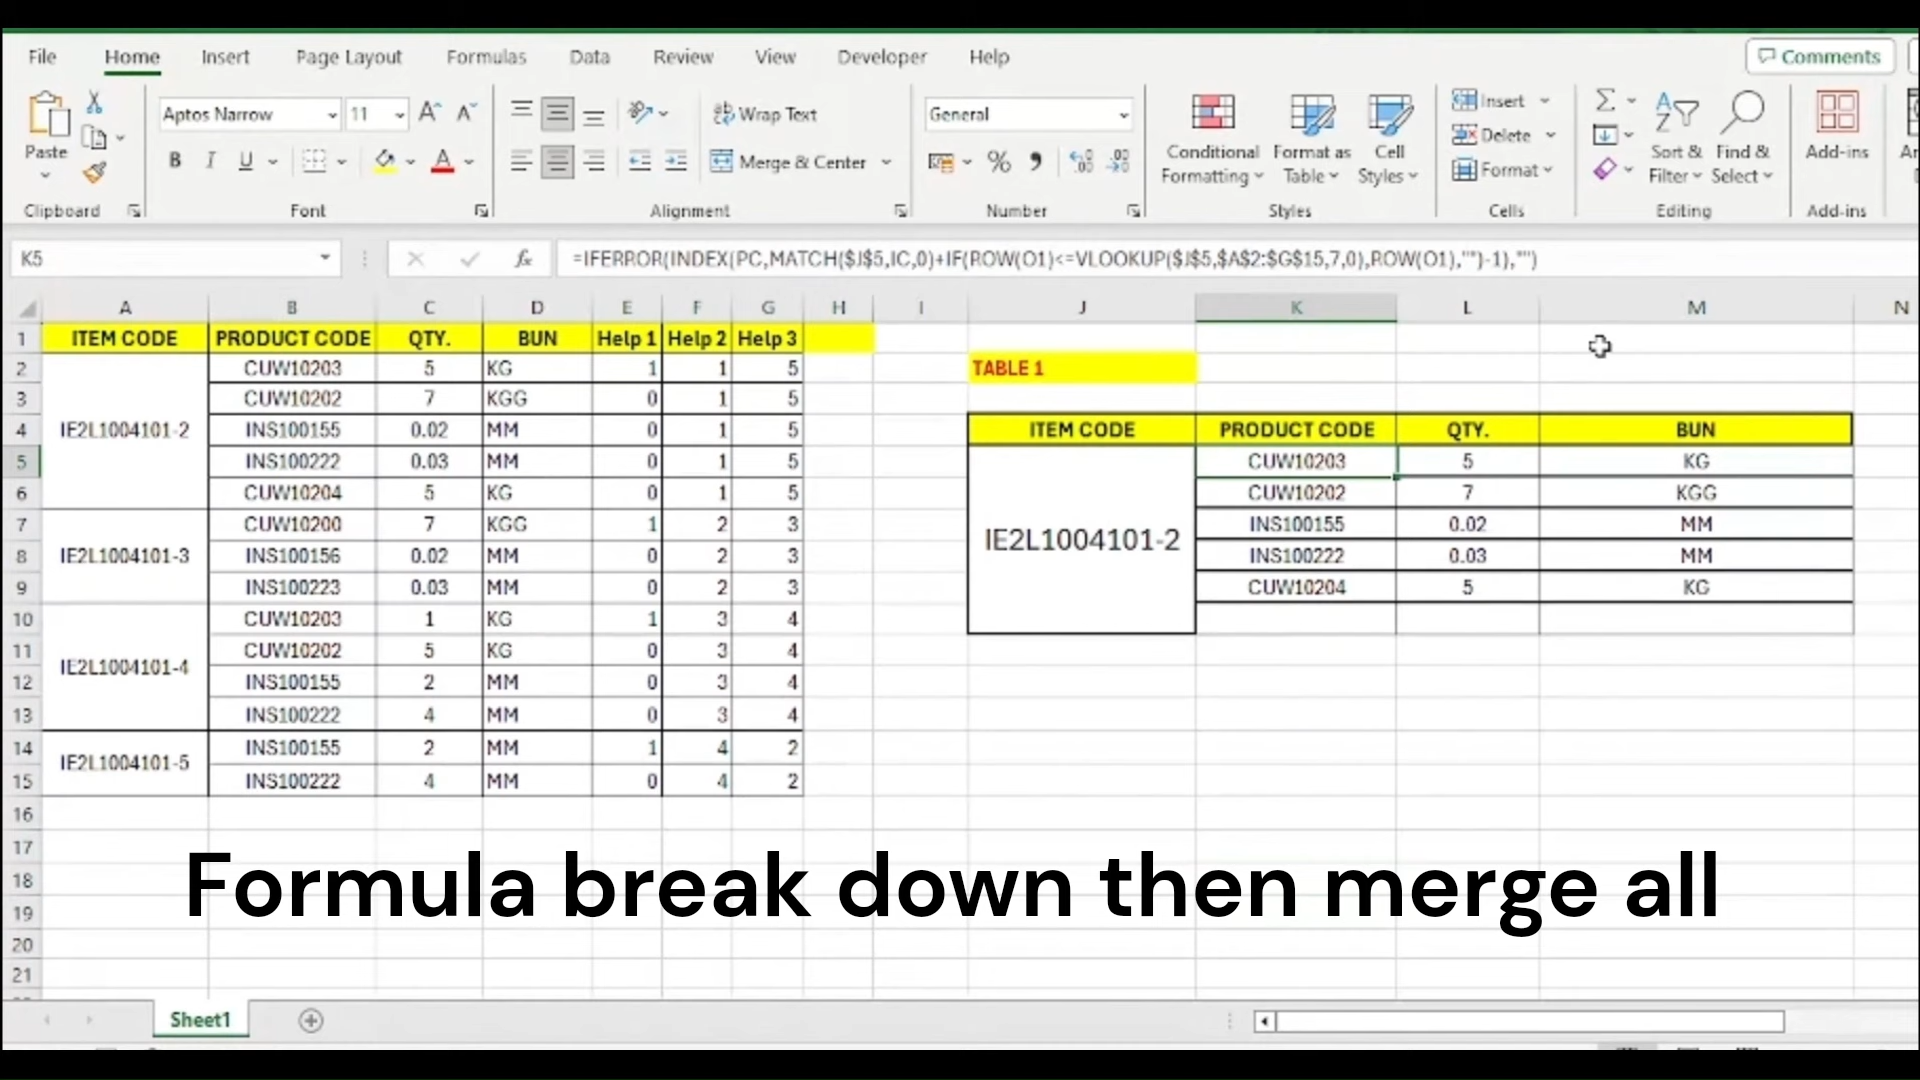 File Home Insert Page Layout Formulas Data Review View Developer Help Comments
Aptos Narrow 11 A A Wrap Text General Insert
Paste B I U Merge & Center % Conditional Formatting Format as Table Cell Styles Delete Format Sort & Filter Find & Select Add-ins
Clipboard Font Alignment Number Styles Cells Editing Add-ins
K5 fx =IFERROR(INDEX(PC,MATCH($J$5,IC,0)+IF(ROW(O1)<=VLOOKUP($J$5,$A$2:$G$15,7,0),ROW(O1),"")-1),"")
A B C D E F G H I J K L M N
1 ITEM CODE PRODUCT CODE QTY. BUN Help 1 Help 2 Help 3
2 CUW10203 5 KG 1 1 5 TABLE 1
3 CUW10202 7 KGG 0 1 5
4 IE2L1004101-2 INS100155 0.02 MM 0 1 5 ITEM CODE PRODUCT CODE QTY. BUN
5 INS100222 0.03 MM 0 1 5 CUW10203 5 KG
6 CUW10204 5 KG 0 1 5 CUW10202 7 KGG
7 CUW10200 7 KGG 1 2 3 INS100155 0.02 MM
IE2L1004101-2
8 IE2L1004101-3 INS100156 0.02 MM 0 2 3 INS100222 0.03 MM
9 INS100223 0.03 MM 0 2 3 CUW10204 5 KG
10 CUW10203 1 KG 1 3 4
11 CUW10202 5 KG 0 3 4
IE2L1004101-4
12 INS100155 2 MM 0 3 4
13 INS100222 4 MM 0 3 4
14 INS100155 2 MM 1 4 2
IE2L1004101-5
15 INS100222 4 MM 0 4 2
16
17
18
19
20
21
Formula break down then merge all
Sheet1